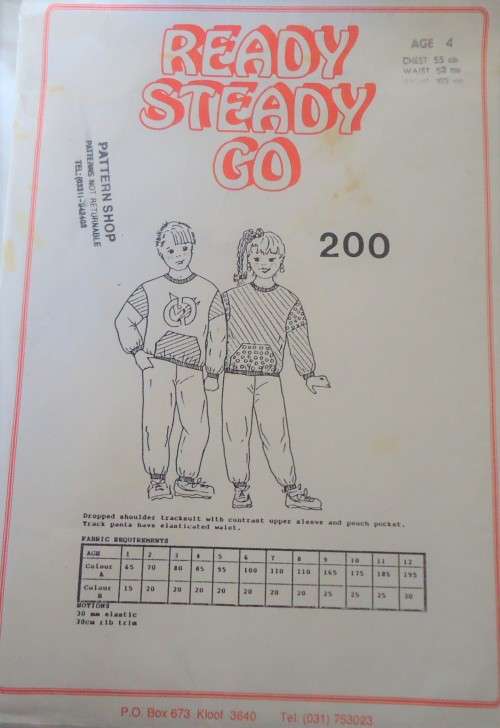 READY
STEADY
GO
AGE 4
CHEST 55 cm
WAIST 52 cm
PATTERN SHOP
PATTERNS NOT RETURNABLE
TEL: (03311-942408
200
Dropped shoulder tracksuit with contrast upper sleeve and pouch pocket.
Track pants have elasticated waist.
FABRIC REQUIREMENTS
AGE 1 2 3 4 5 6 7 8 9 10 11 12
Colour A 65 70 80 85 95 100 110 110 165 175 185 195
Colour B 15 20 20 20 20 20 20 20 25 25 25 30
NOTIONS
30 mm elastic
30cm rib trim
P.O. Box 673 Kloof 3640 Tel: (031) 753023